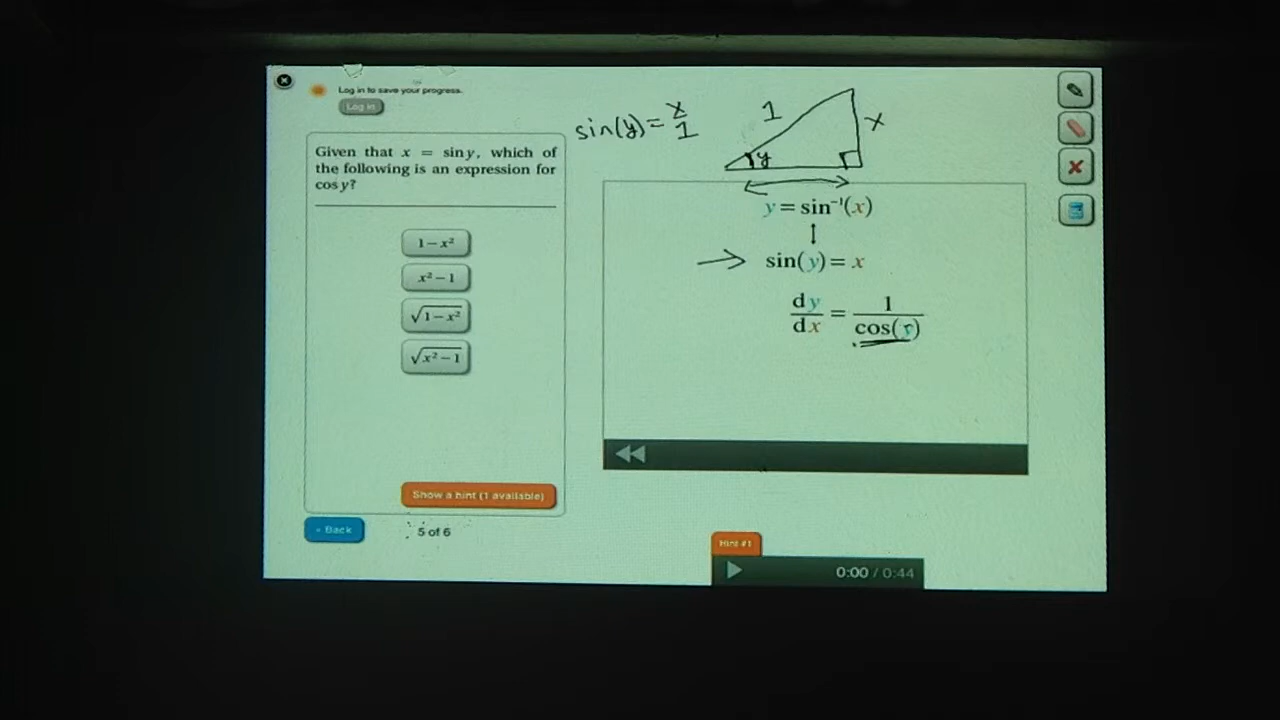 Log in to save your progress.
Log in
Given that x = sin y, which of
the following is an expression for
cos y?
1 − x²
x² − 1
√(1 − x²)
√(x² − 1)
Show a hint (1 available)
« Back
5 of 6
sin(y) = x/1
1
x
y
y = sin⁻¹(x)
sin(y) = x
dy/dx = 1/cos(y)
Hint #1
0:00 / 0:44